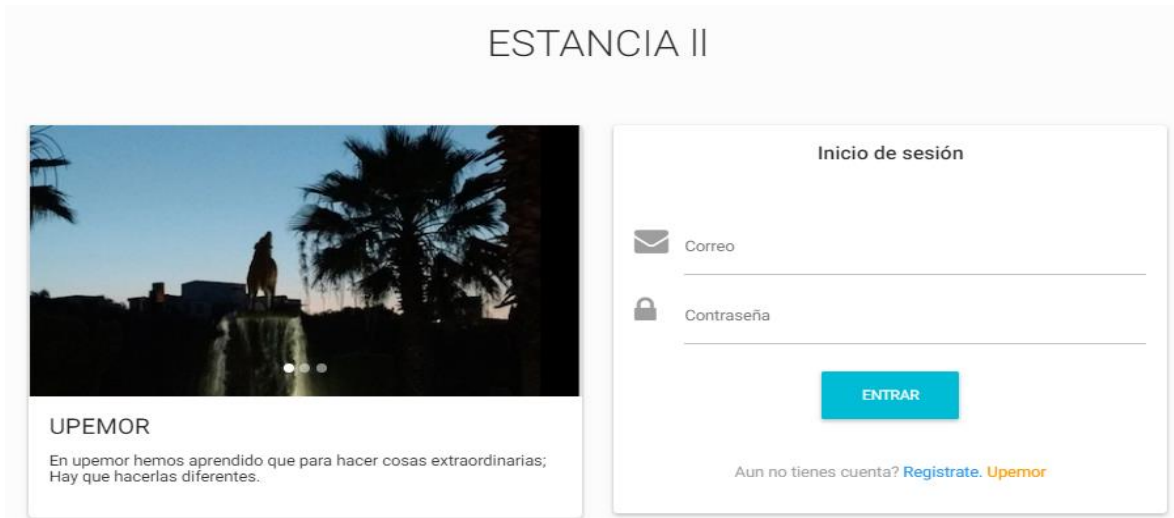 ESTANCIA ll
UPEMOR
En upemor hemos aprendido que para hacer cosas extraordinarias;
Hay que hacerlas diferentes.
Inicio de sesión
Correo
Contraseña
ENTRAR
Aun no tienes cuenta? Registrate. Upemor